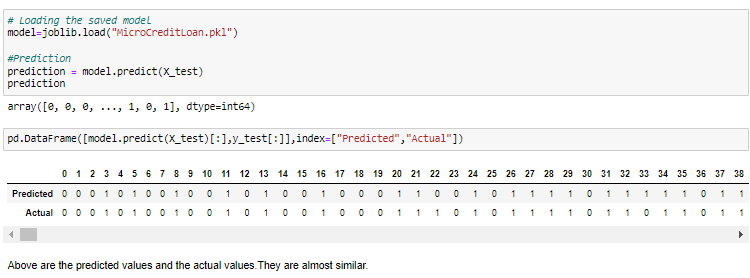 # Loading the saved model
model=joblib.load("MicroCreditLoan.pkl")
#Prediction
prediction = model.predict(X_test)
prediction
array([0, 0, 0, ..., 1, 0, 1], dtype=int64)
pd.DataFrame([model.predict(X_test)[:],y_test[:]],index=["Predicted","Actual"])
0 1 2 3 4 5 6 7 8 9 10 11 12 13 14 15 16 17 18 19 20 21 22 23 24 25 26 27 28 29 30 31 32 33 34 35 36 37 38
Predicted 0 0 0 1 0 1 0 0 1 0 0 1 0 1 0 0 1 0 0 0 1 1 0 0 1 0 1 1 1 1 0 1 1 1 1 1 0 1 1
Actual 0 0 0 1 0 1 0 0 1 0 0 1 0 1 0 0 1 0 0 0 1 1 1 0 1 0 1 1 1 1 0 1 1 0 1 1 0 1 1
Above are the predicted values and the actual values.They are almost similar.